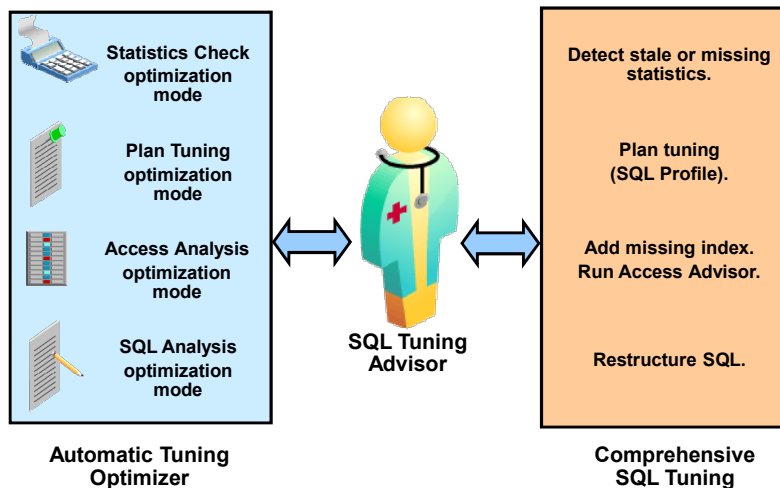 Statistics Check
optimization
mode
Plan Tuning
optimization
mode
Access Analysis
optimization
mode
SQL Analysis
optimization
mode
Automatic Tuning
Optimizer
SQL Tuning
Advisor
Detect stale or missing
statistics.
Plan tuning
(SQL Profile).
Add missing index.
Run Access Advisor.
Restructure SQL.
Comprehensive
SQL Tuning